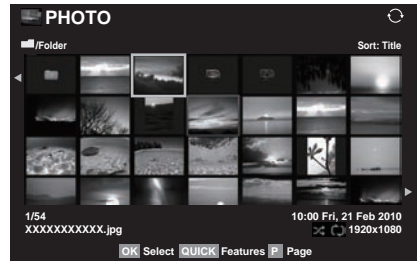 PHOTO
/Folder Sort: Title
1/54 10:00 Fri, 21 Feb 2010
XXXXXXXXXXX.jpg 1920x1080
OK Select QUICK Features P Page